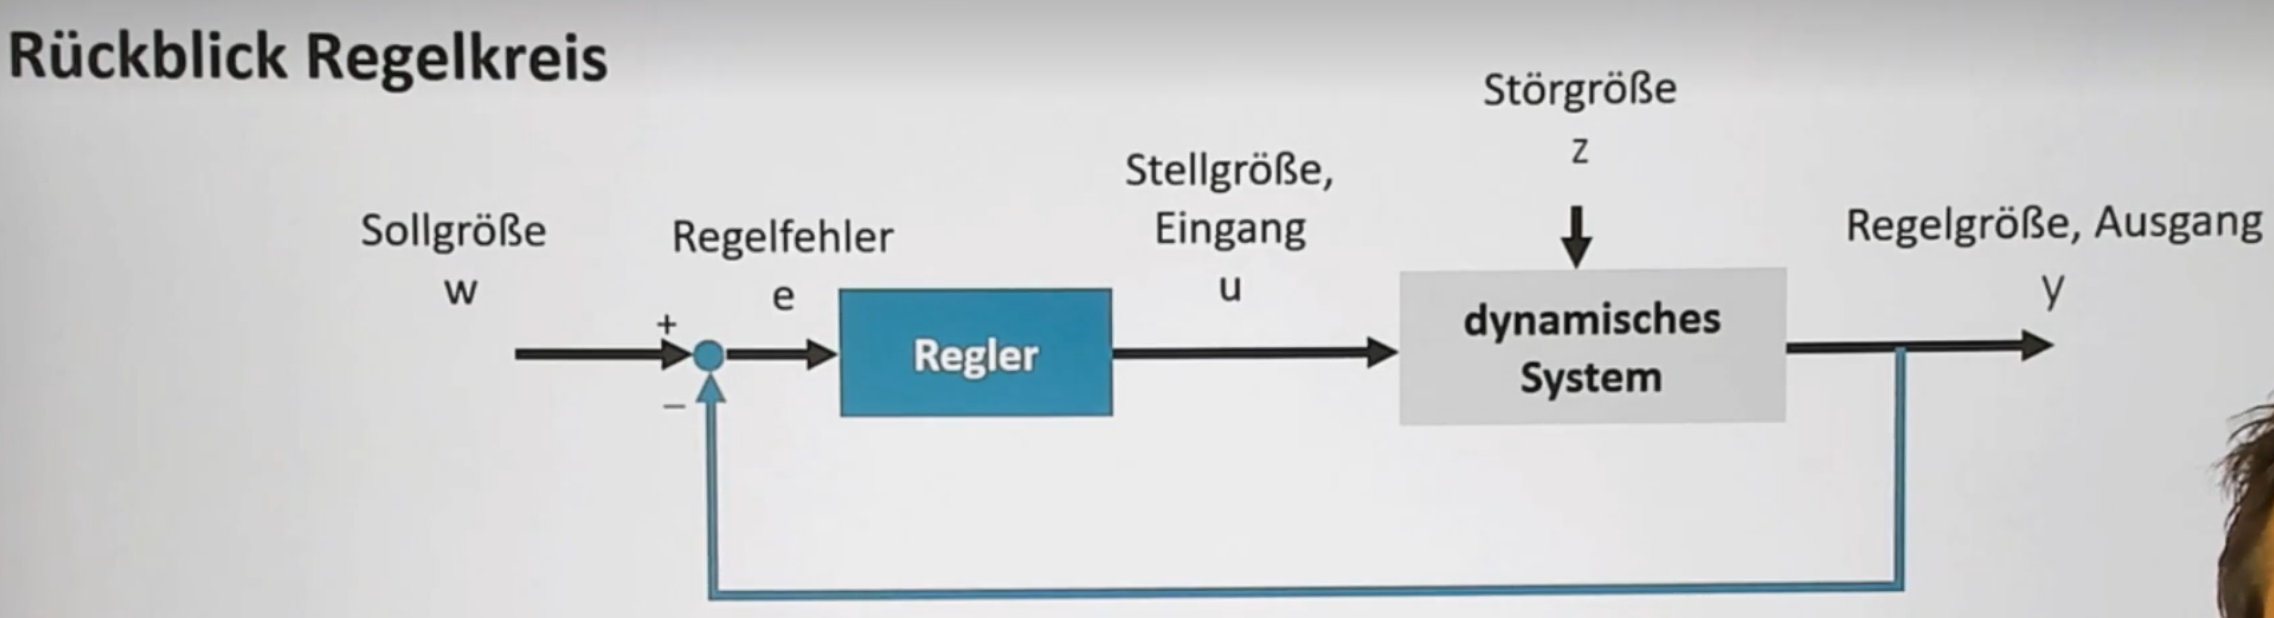 Rückblick Regelkreis
Störgröße
z
Stellgröße,
Eingang
u
Sollgröße
w
Regelfehler
e
Regelgröße, Ausgang
y
+
–
Regler
dynamisches
System